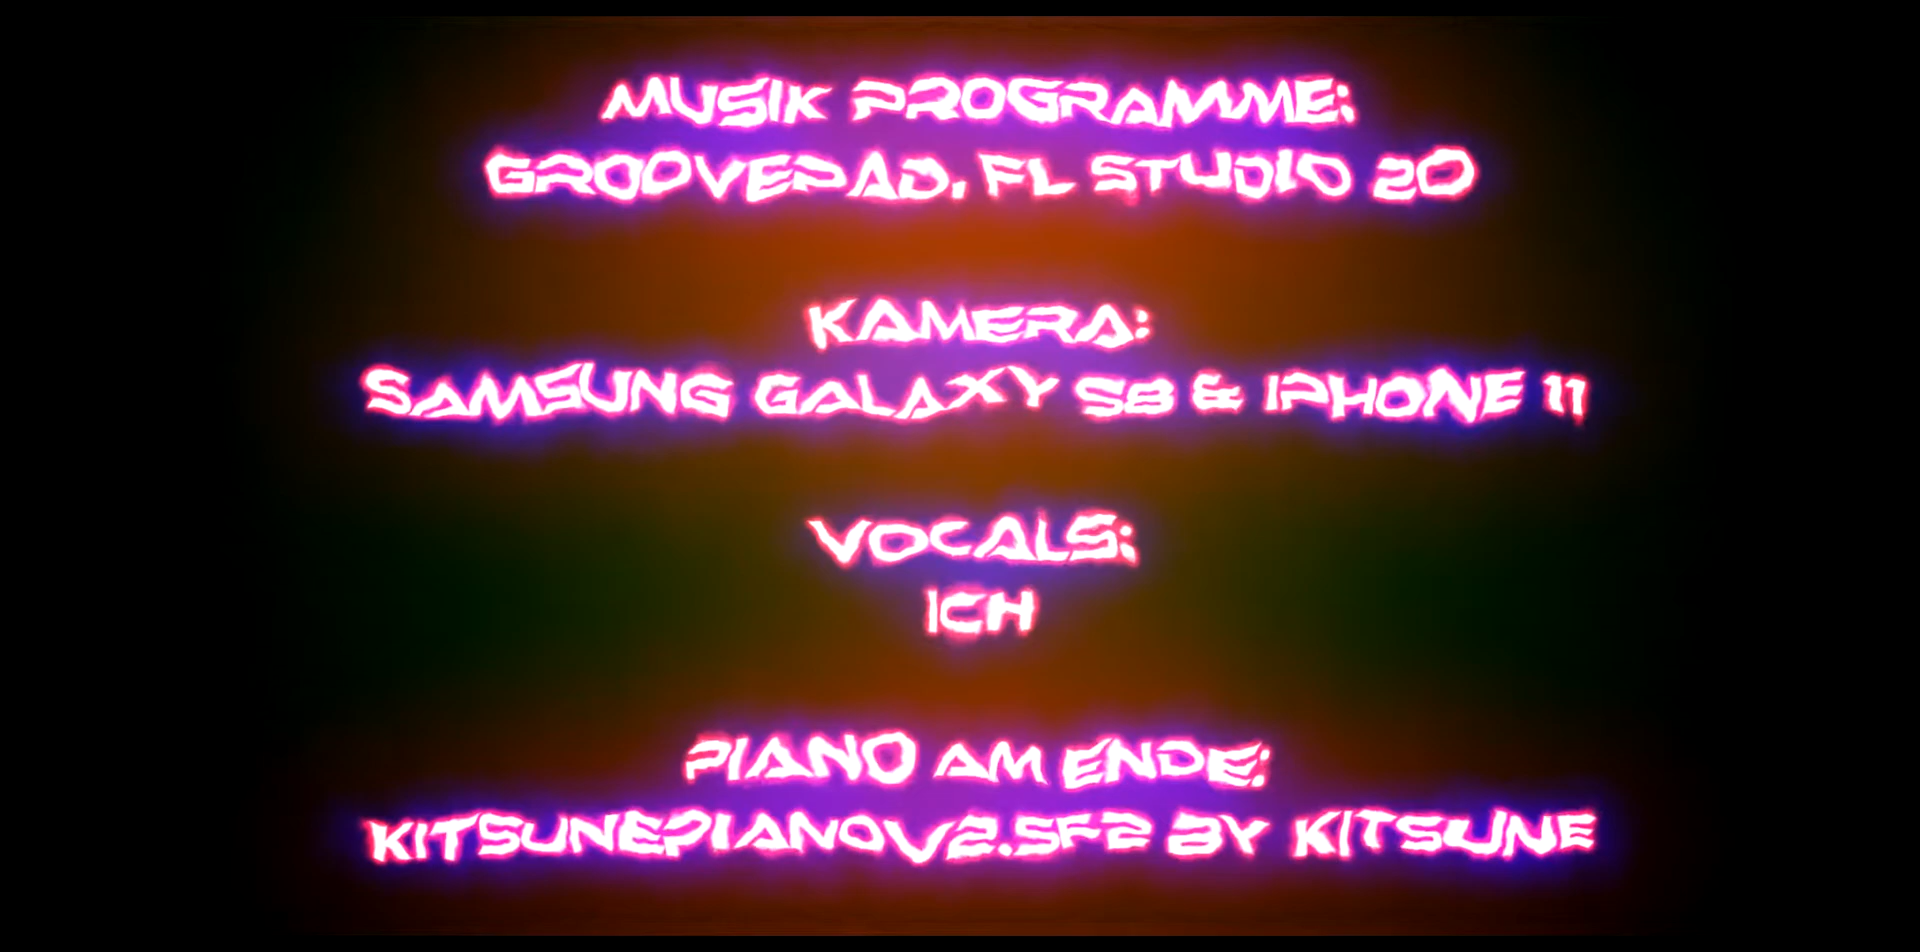 MUSIK PROGRAMME:
GROOVEPAD, FL STUDIO 20
KAMERA:
SAMSUNG GALAXY S8 & IPHONE 11
VOCALS:
ICH
PIANO AM ENDE:
KITSUNEPIANOV2.SF2 BY KITSUNE